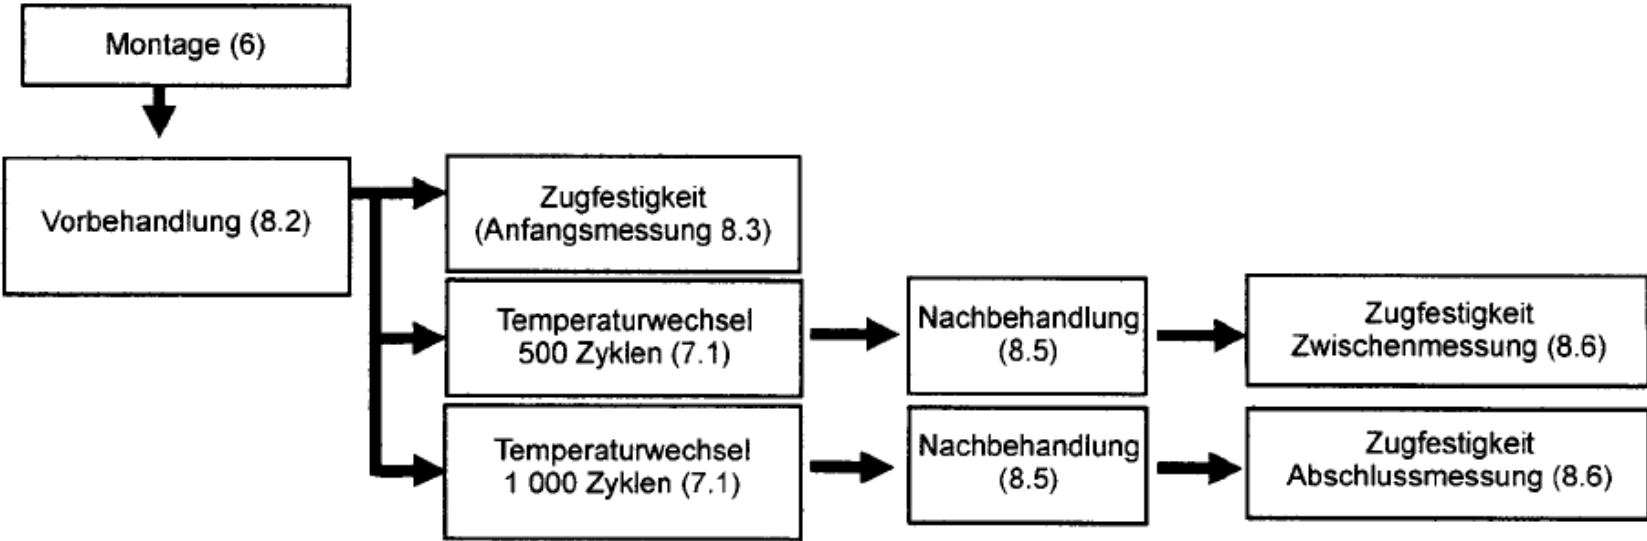 Montage (6)
Vorbehandlung (8.2)
Zugfestigkeit
(Anfangsmessung 8.3)
Temperaturwechsel
500 Zyklen (7.1)
Nachbehandlung
(8.5)
Zugfestigkeit
Zwischenmessung (8.6)
Temperaturwechsel
1 000 Zyklen (7.1)
Nachbehandlung
(8.5)
Zugfestigkeit
Abschlussmessung (8.6)